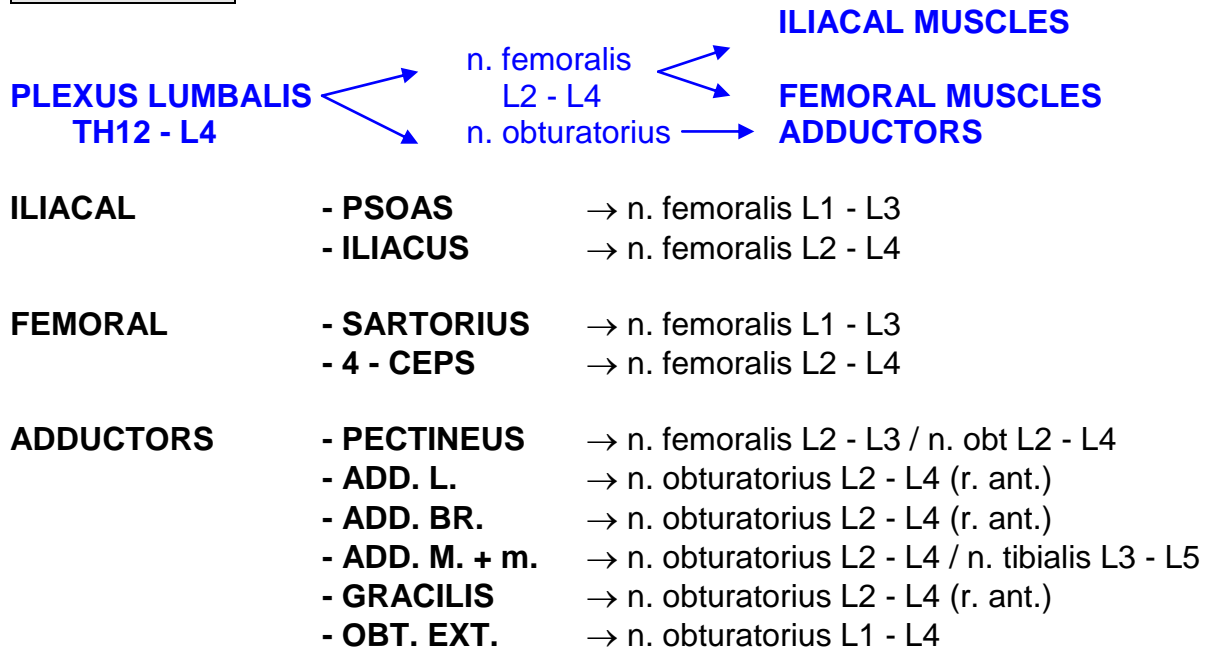 ILIACAL MUSCLES
n. femoralis
PLEXUS LUMBALIS L2 - L4 FEMORAL MUSCLES
TH12 - L4 n. obturatorius ADDUCTORS
ILIACAL - PSOAS → n. femoralis L1 - L3
- ILIACUS → n. femoralis L2 - L4
FEMORAL - SARTORIUS → n. femoralis L1 - L3
- 4 - CEPS → n. femoralis L2 - L4
ADDUCTORS - PECTINEUS → n. femoralis L2 - L3 / n. obt L2 - L4
- ADD. L. → n. obturatorius L2 - L4 (r. ant.)
- ADD. BR. → n. obturatorius L2 - L4 (r. ant.)
- ADD. M. + m. → n. obturatorius L2 - L4 / n. tibialis L3 - L5
- GRACILIS → n. obturatorius L2 - L4 (r. ant.)
- OBT. EXT. → n. obturatorius L1 - L4